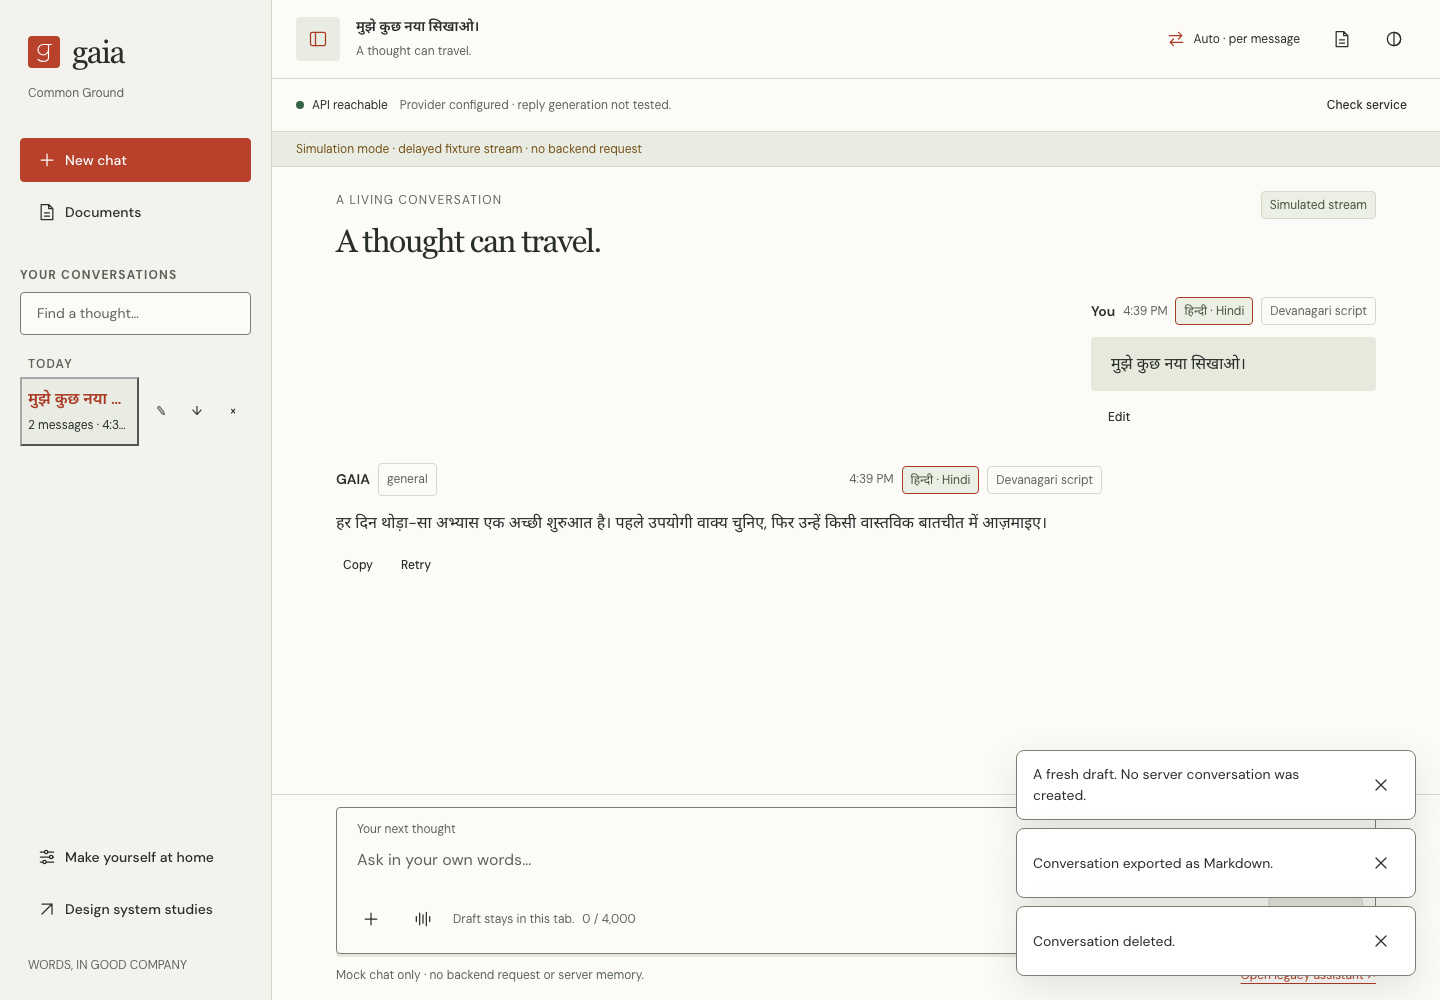 g gaia
Common Ground
New chat
Documents
YOUR CONVERSATIONS
Find a thought...
TODAY
मुझे कुछ नया ...
2 messages · 4:3...
Make yourself at home
Design system studies
WORDS, IN GOOD COMPANY
मुझे कुछ नया सिखाओ।
A thought can travel.
Auto · per message
API reachable Provider configured · reply generation not tested.
Check service
Simulation mode · delayed fixture stream · no backend request
A LIVING CONVERSATION
Simulated stream
A thought can travel.
You 4:39 PM हिन्दी · Hindi Devanagari script
मुझे कुछ नया सिखाओ।
Edit
GAIA general 4:39 PM हिन्दी · Hindi Devanagari script
हर दिन थोड़ा-सा अभ्यास एक अच्छी शुरुआत है। पहले उपयोगी वाक्य चुनिए, फिर उन्हें किसी वास्तविक बातचीत में आज़माइए।
Copy Retry
Your next thought
Ask in your own words...
Draft stays in this tab. 0 / 4,000
Mock chat only · no backend request or server memory.
A fresh draft. No server conversation was
created.
Conversation exported as Markdown.
Conversation deleted.
Open legacy assistant